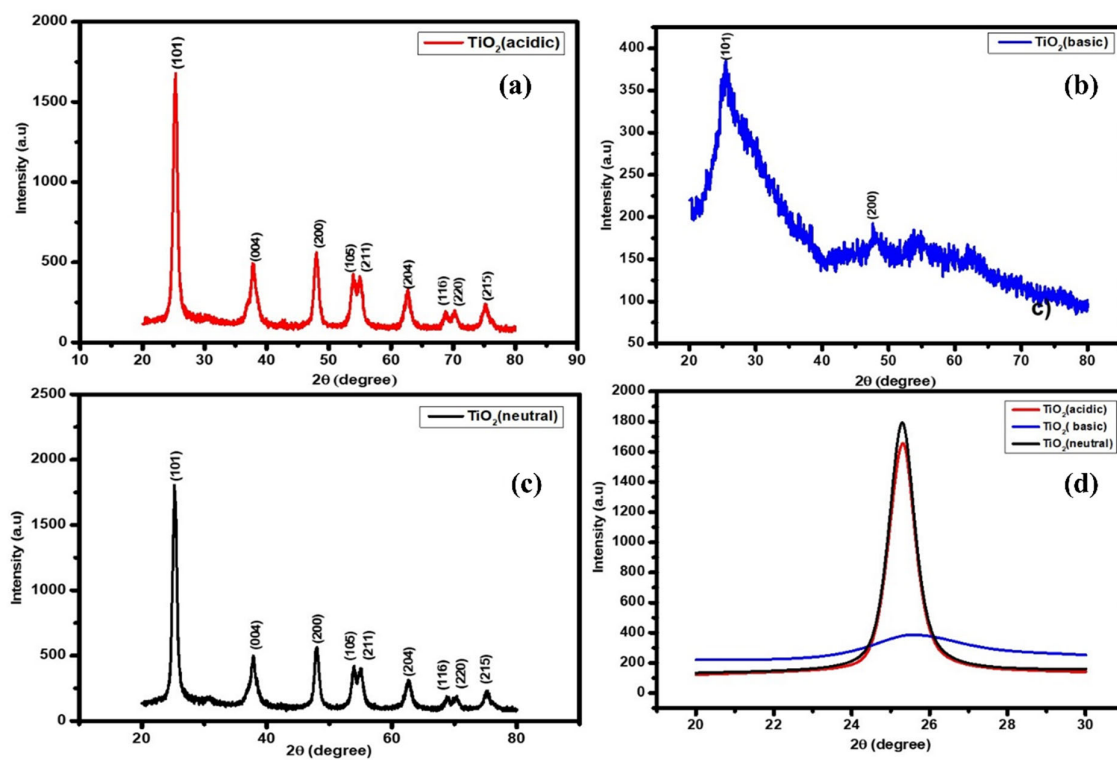 2000
1500
1000
500
0
Intensity (a.u)
10 20 30 40 50 60 70 80 90
2θ (degree)
TiO₂(acidic)
(a)
(101)
(004)
(200)
(105)
(211)
(204)
(116)
(220)
(215)
400
350
300
250
200
150
100
50
Intensity (a.u)
15 20 30 40 50 60 70 80
2θ (degree)
TiO₂(basic)
(b)
(101)
(200)
c)
2500
2000
1500
1000
500
0
Intensity (a.u)
20 40 60 80
2θ (degree)
TiO₂(neutral)
(c)
(101)
(004)
(200)
(105)
(211)
(204)
(116)
(220)
(215)
2000
1800
1600
1400
1200
1000
800
600
400
200
0
Intensity (a.u)
20 22 24 26 28 30
2θ (degree)
TiO₂(acidic)
TiO₂( basic)
TiO₂(neutral)
(d)